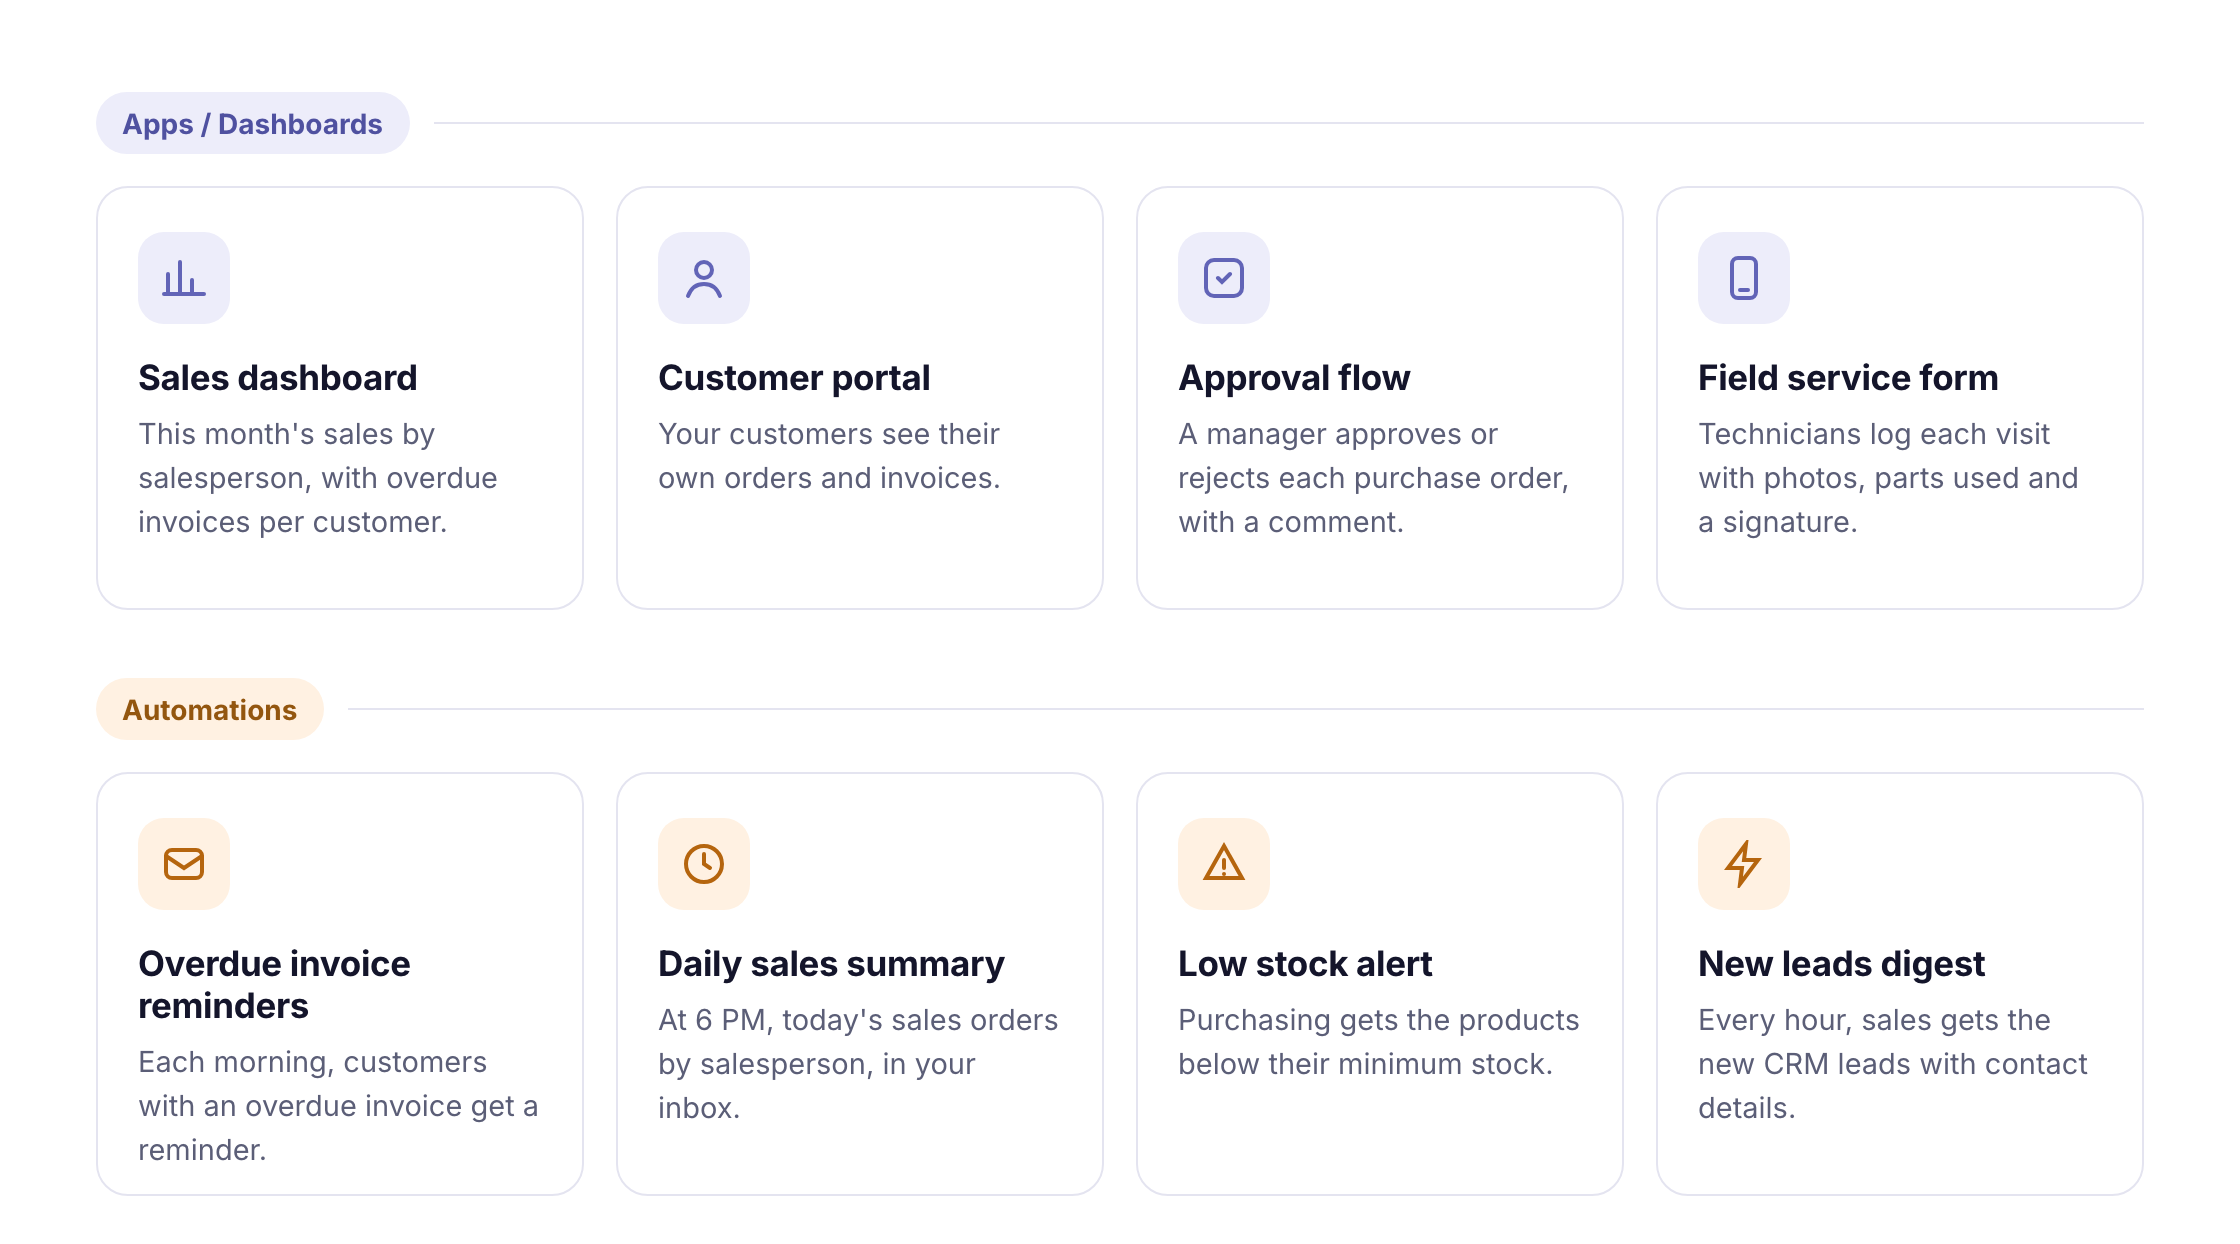 Apps / Dashboards
Sales dashboard
This month's sales by
salesperson, with overdue
invoices per customer.
Customer portal
Your customers see their
own orders and invoices.
Approval flow
A manager approves or
rejects each purchase order,
with a comment.
Field service form
Technicians log each visit
with photos, parts used and
a signature.
Automations
Overdue invoice
reminders
Each morning, customers
with an overdue invoice get a
reminder.
Daily sales summary
At 6 PM, today's sales orders
by salesperson, in your
inbox.
Low stock alert
Purchasing gets the products
below their minimum stock.
New leads digest
Every hour, sales gets the
new CRM leads with contact
details.